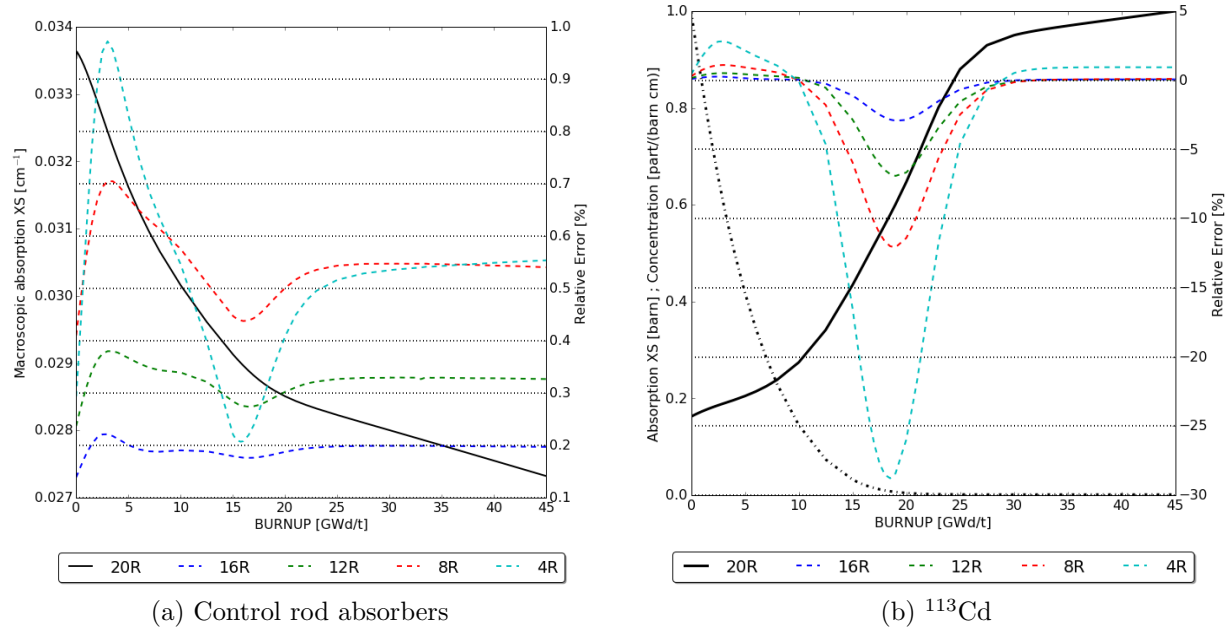 0.034
0.033
0.032
0.031
0.030
0.029
0.028
0.027
Macroscopic absorption XS [cm⁻¹]
0 5 10 15 20 25 30 35 40 45
BURNUP [GWd/t]
1.0
0.9
0.8
0.7
0.6
0.5
0.4
0.3
0.2
0.1
Relative Error [%]
20R 16R 12R 8R 4R
(a) Control rod absorbers
1.0
0.8
0.6
0.4
0.2
0.0
Absorption XS [barn] ; Concentration [part/(barn cm)]
0 5 10 15 20 25 30 35 40 45
BURNUP [GWd/t]
5
0
−5
−10
−15
−20
−25
−30
Relative Error [%]
20R 16R 12R 8R 4R
(b) ¹¹³Cd